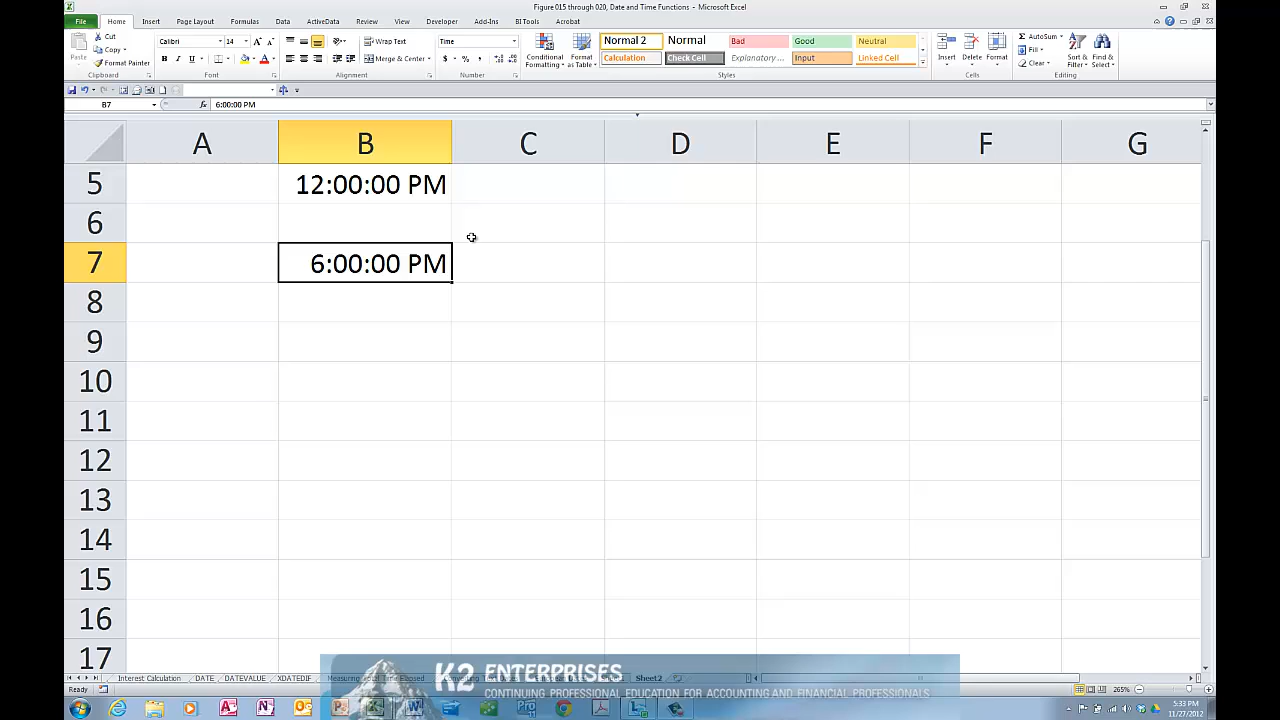 Figure 015 through 020, Date and Time Functions - Microsoft Excel
File Home Insert Page Layout Formulas Data ActiveData Review View Developer Add-Ins BI Tools Acrobat
Paste Cut Copy Format Painter
Calibri 14
B I U
Wrap Text
Merge & Center
Time
$ % ,
Conditional Formatting
Format as Table
Normal 2 Normal Bad Good Neutral
Calculation Check Cell Explanatory ... Input Linked Cell
Insert Delete Format
AutoSum
Fill
Clear
Sort & Filter
Find & Select
Clipboard Font Alignment Number Styles Cells Editing
B7 fx 6:00:00 PM
A B C D E F G
5 12:00:00 PM
6
7 6:00:00 PM
8
9
10
11
12
13
14
15
16
17
K2 ENTERPRISES
CONTINUING PROFESSIONAL EDUCATION FOR ACCOUNTING AND FINANCIAL PROFESSIONALS
Interest Calculation DATE DATEVALUE XDATEDIF Sheet2
Ready 265%
5:33 PM
11/27/2012